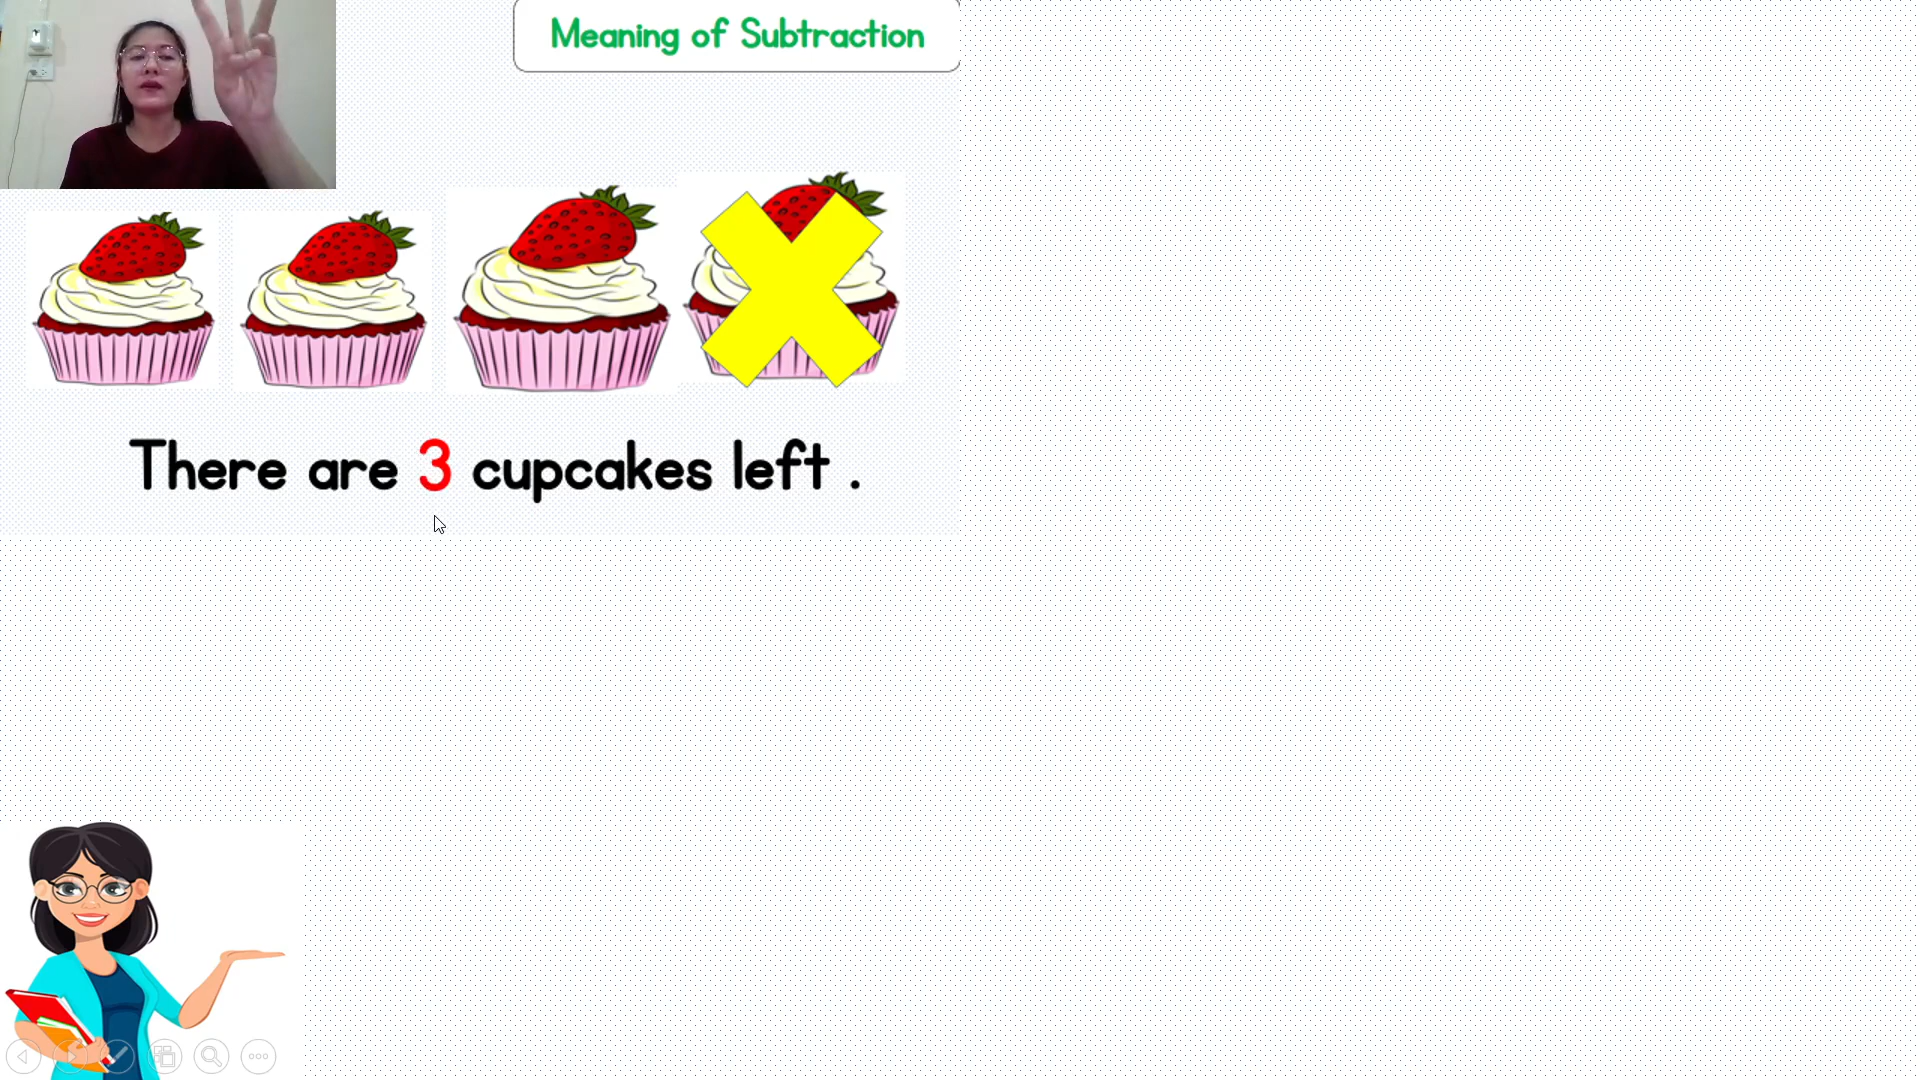 Meaning of Subtraction
There are 3 cupcakes left .